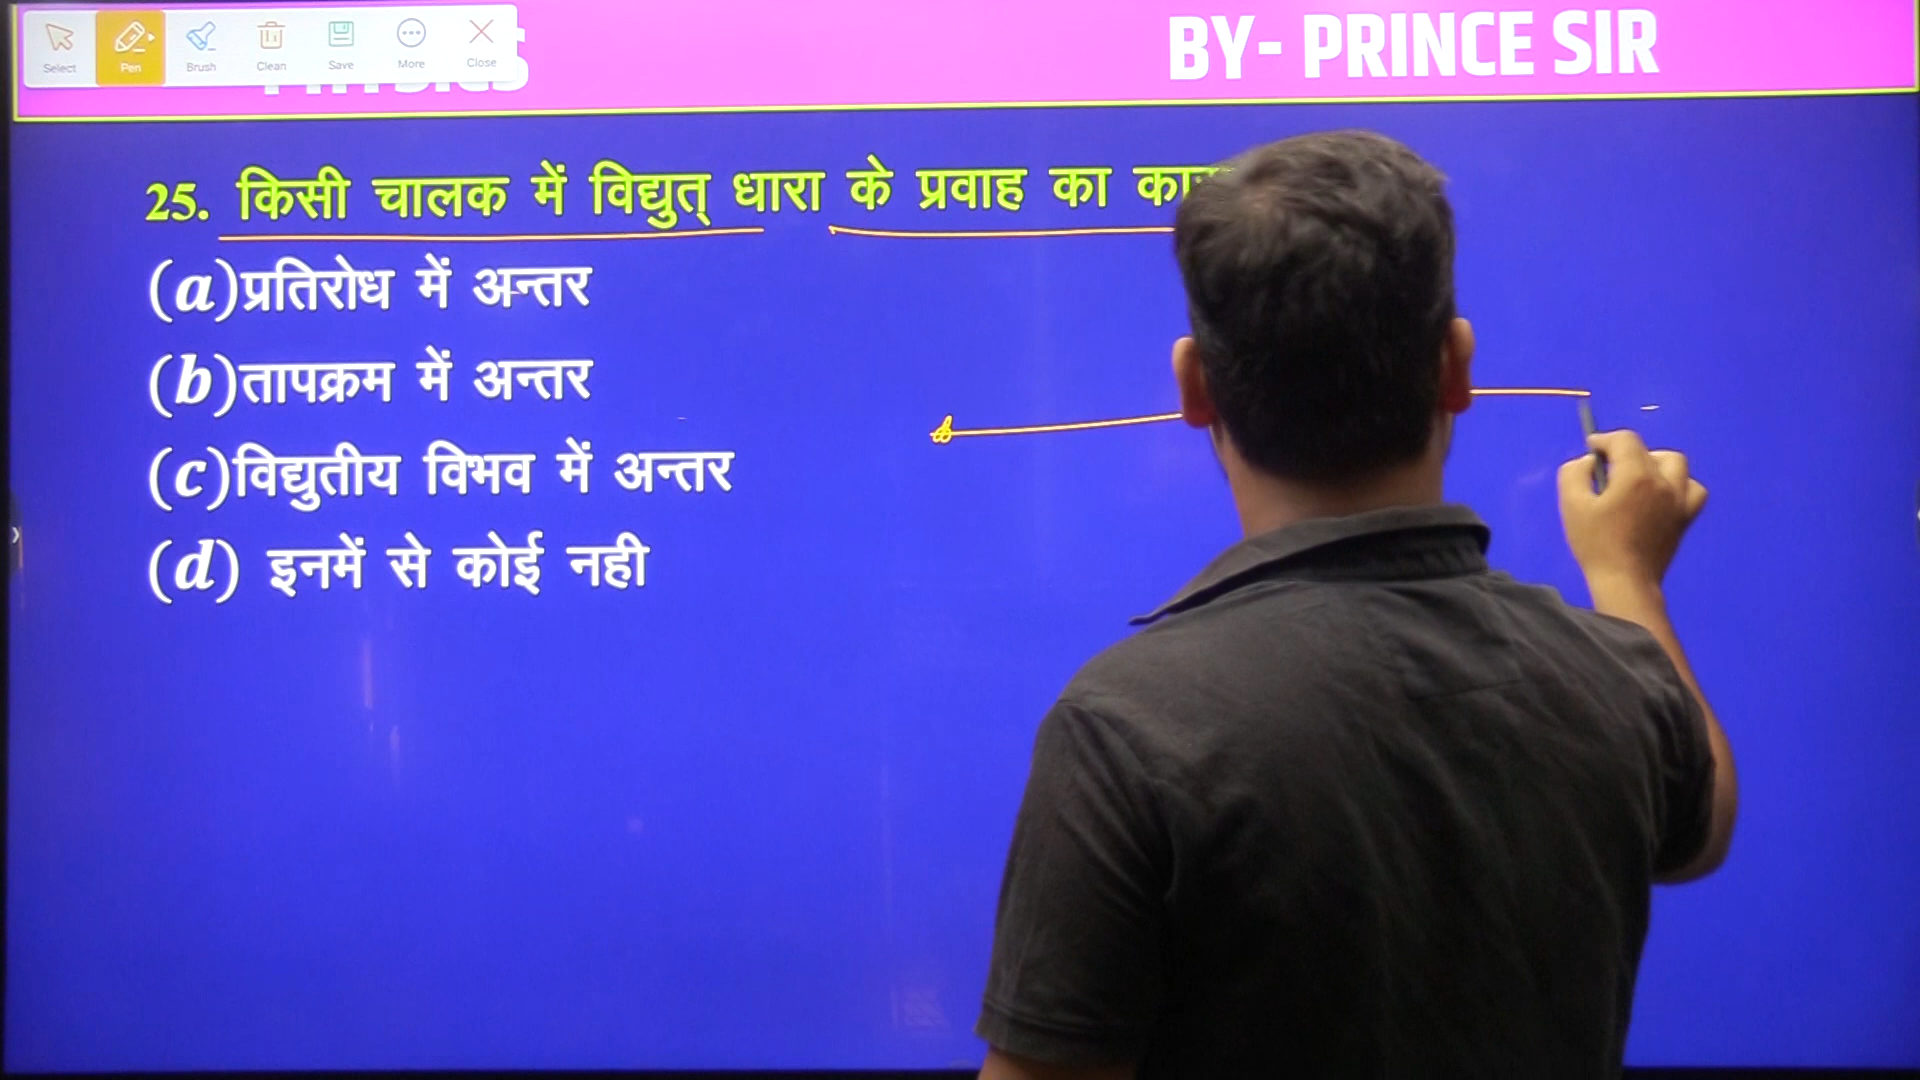 Select Pen Brush Clean Save More Close
BY- PRINCE SIR
25. किसी चालक में विद्युत् धारा के प्रवाह का
(a)प्रतिरोध में अन्तर
(b)तापक्रम में अन्तर
(c)विद्युतीय विभव में अन्तर
(d) इनमें से कोई नही